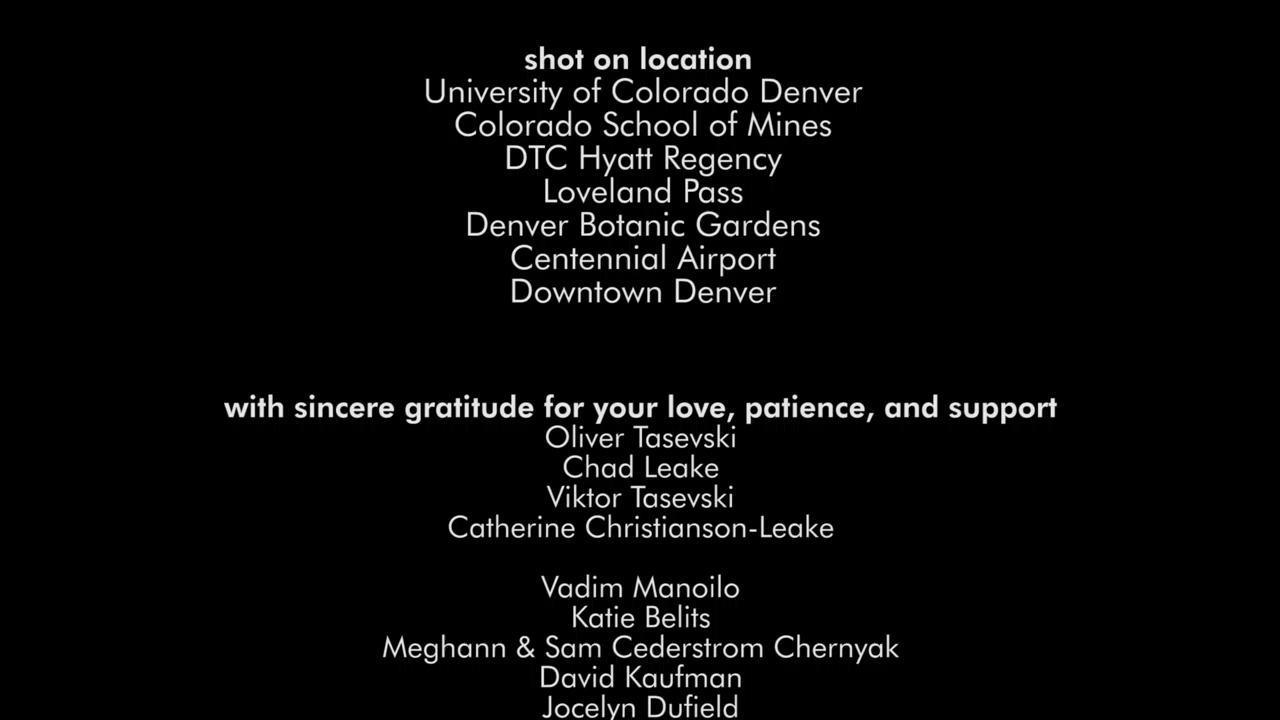 shot on location
University of Colorado Denver
Colorado School of Mines
DTC Hyatt Regency
Loveland Pass
Denver Botanic Gardens
Centennial Airport
Downtown Denver
with sincere gratitude for your love, patience, and support
Oliver Tasevski
Chad Leake
Viktor Tasevski
Catherine Christianson-Leake
Vadim Manoilo
Katie Belits
Meghann & Sam Cederstrom Chernyak
David Kaufman
Jocelyn Dufield